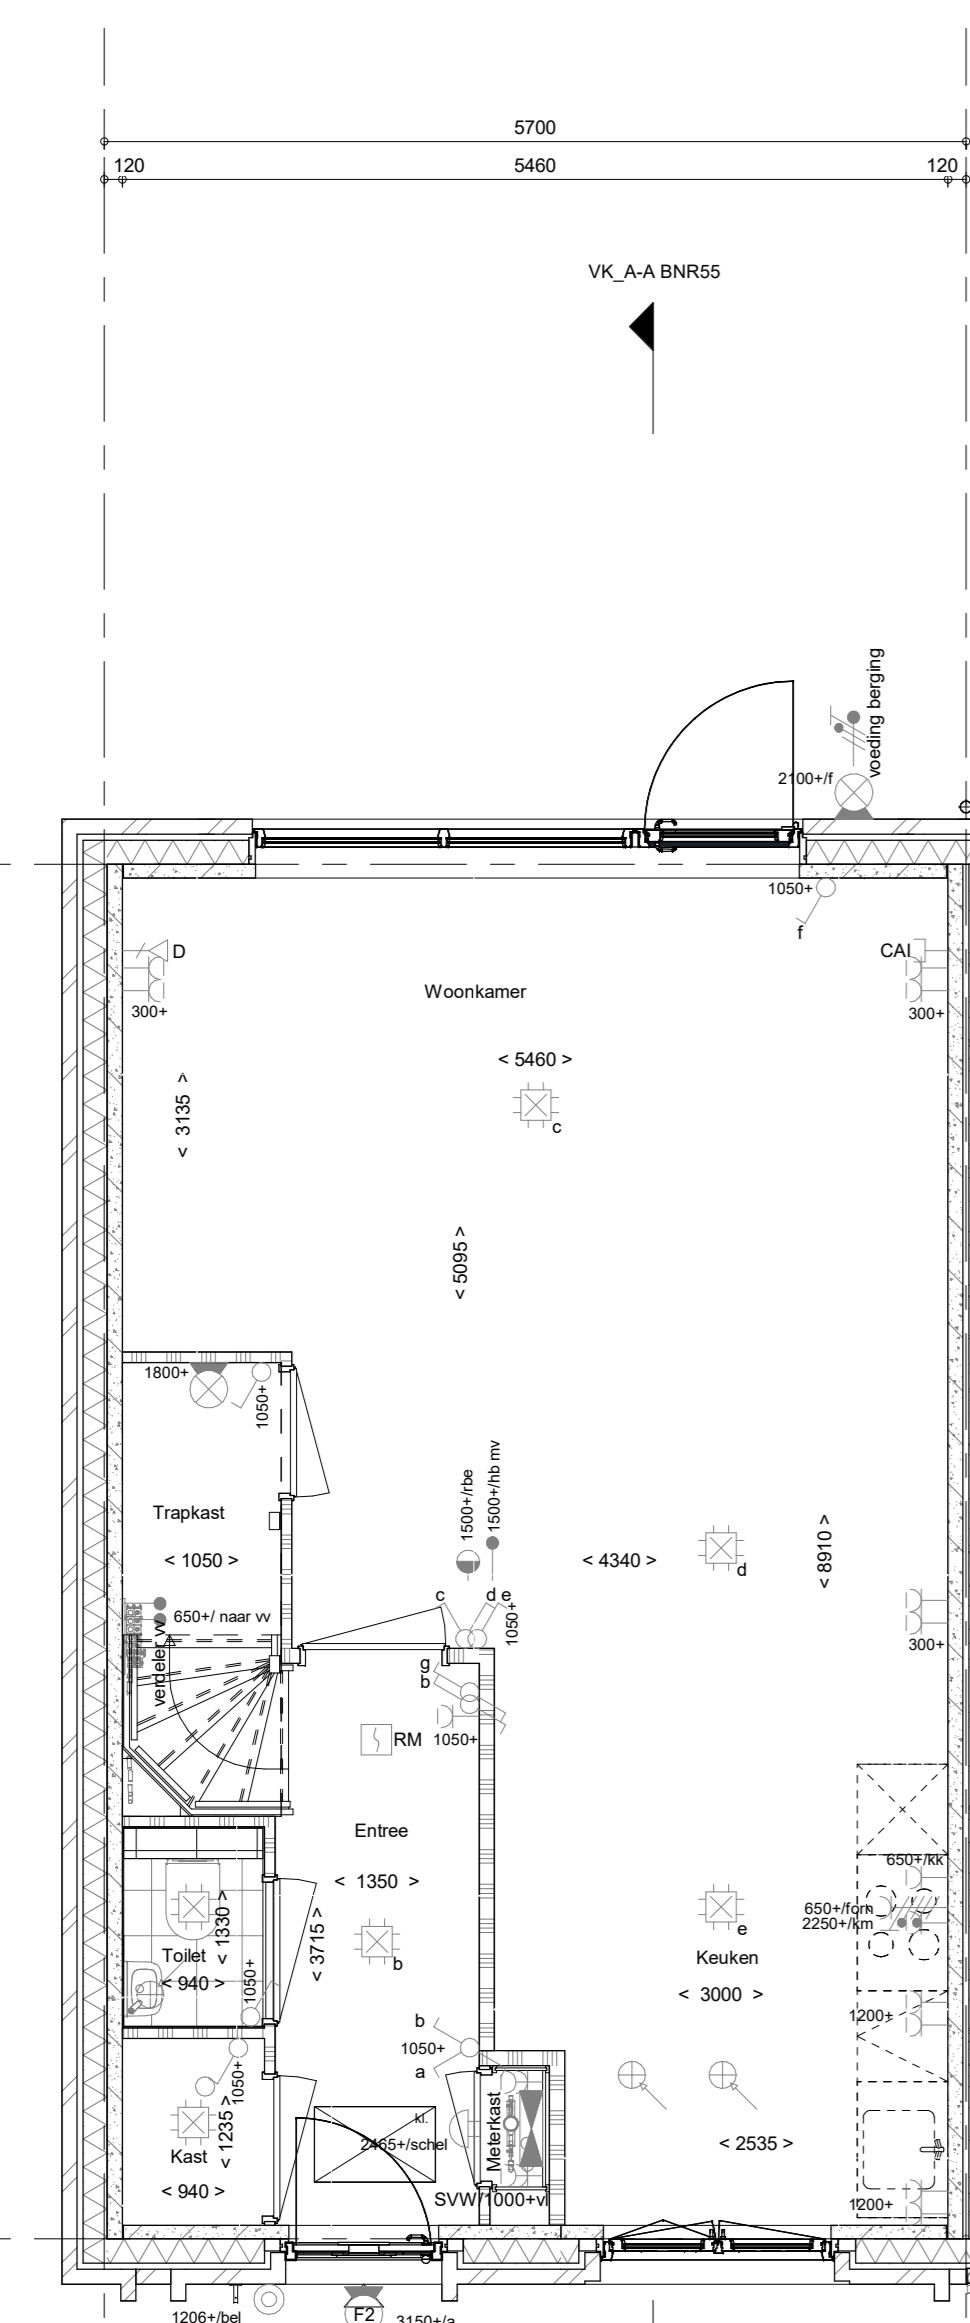 5700
120
5460
120
VK_A-A BNR55
voeding berging
2100+/f
1050+
f
D
CAI
300+
300+
Woonkamer
< 5460 >
c
< 3135 >
< 5095 >
1800+
1050+
1500+/rbe
1500+/hb mv
Trapkast
< 1050 >
< 4340 >
d
< 8910 >
c
d e
1050+
650+/ naar vv
verdeler vv
300+
g
b
1050+
RM
Entree
< 1350 >
650+/kk
650+/forn
2250+/km
< 1330 >
< 3715 >
b
e
Toilet
Keuken
< 940 >
1050+
< 3000 >
1200+
b
1050+
a
1050+
< 1235 >
kl.
2465+/schel
Meterkast
Kast
< 2535 >
< 940 >
SVW/1000+vl
1200+
1206+/bel
F2
3150+/a